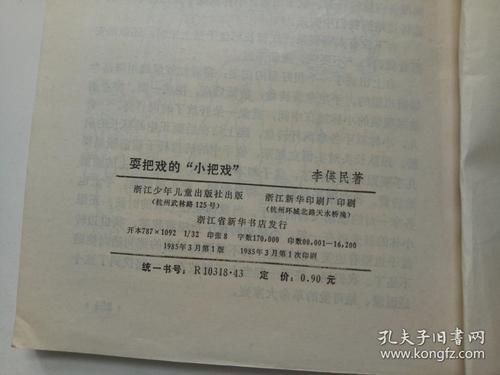 耍把戏的“小把戏” 李倛民著
浙江少年儿童出版社出版 浙江新华印刷厂印刷
(杭州武林路125号) (杭州环城北路天水桥堍)
浙江省新华书店发行
开本787×1092 1/32 印张8 字数170,000 印数00,001—16,200
1985年3月第1版 1985年3月第1次印刷
统一书号：R10318·43 定 价：0.90 元
孔夫子旧书网
www.kongfz.com